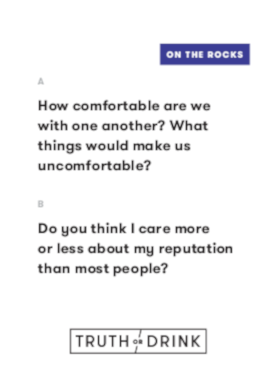 ON THE ROCKS
A
How comfortable are we
with one another? What
things would make us
uncomfortable?
B
Do you think I care more
or less about my reputation
than most people?
TRUTH OR DRINK